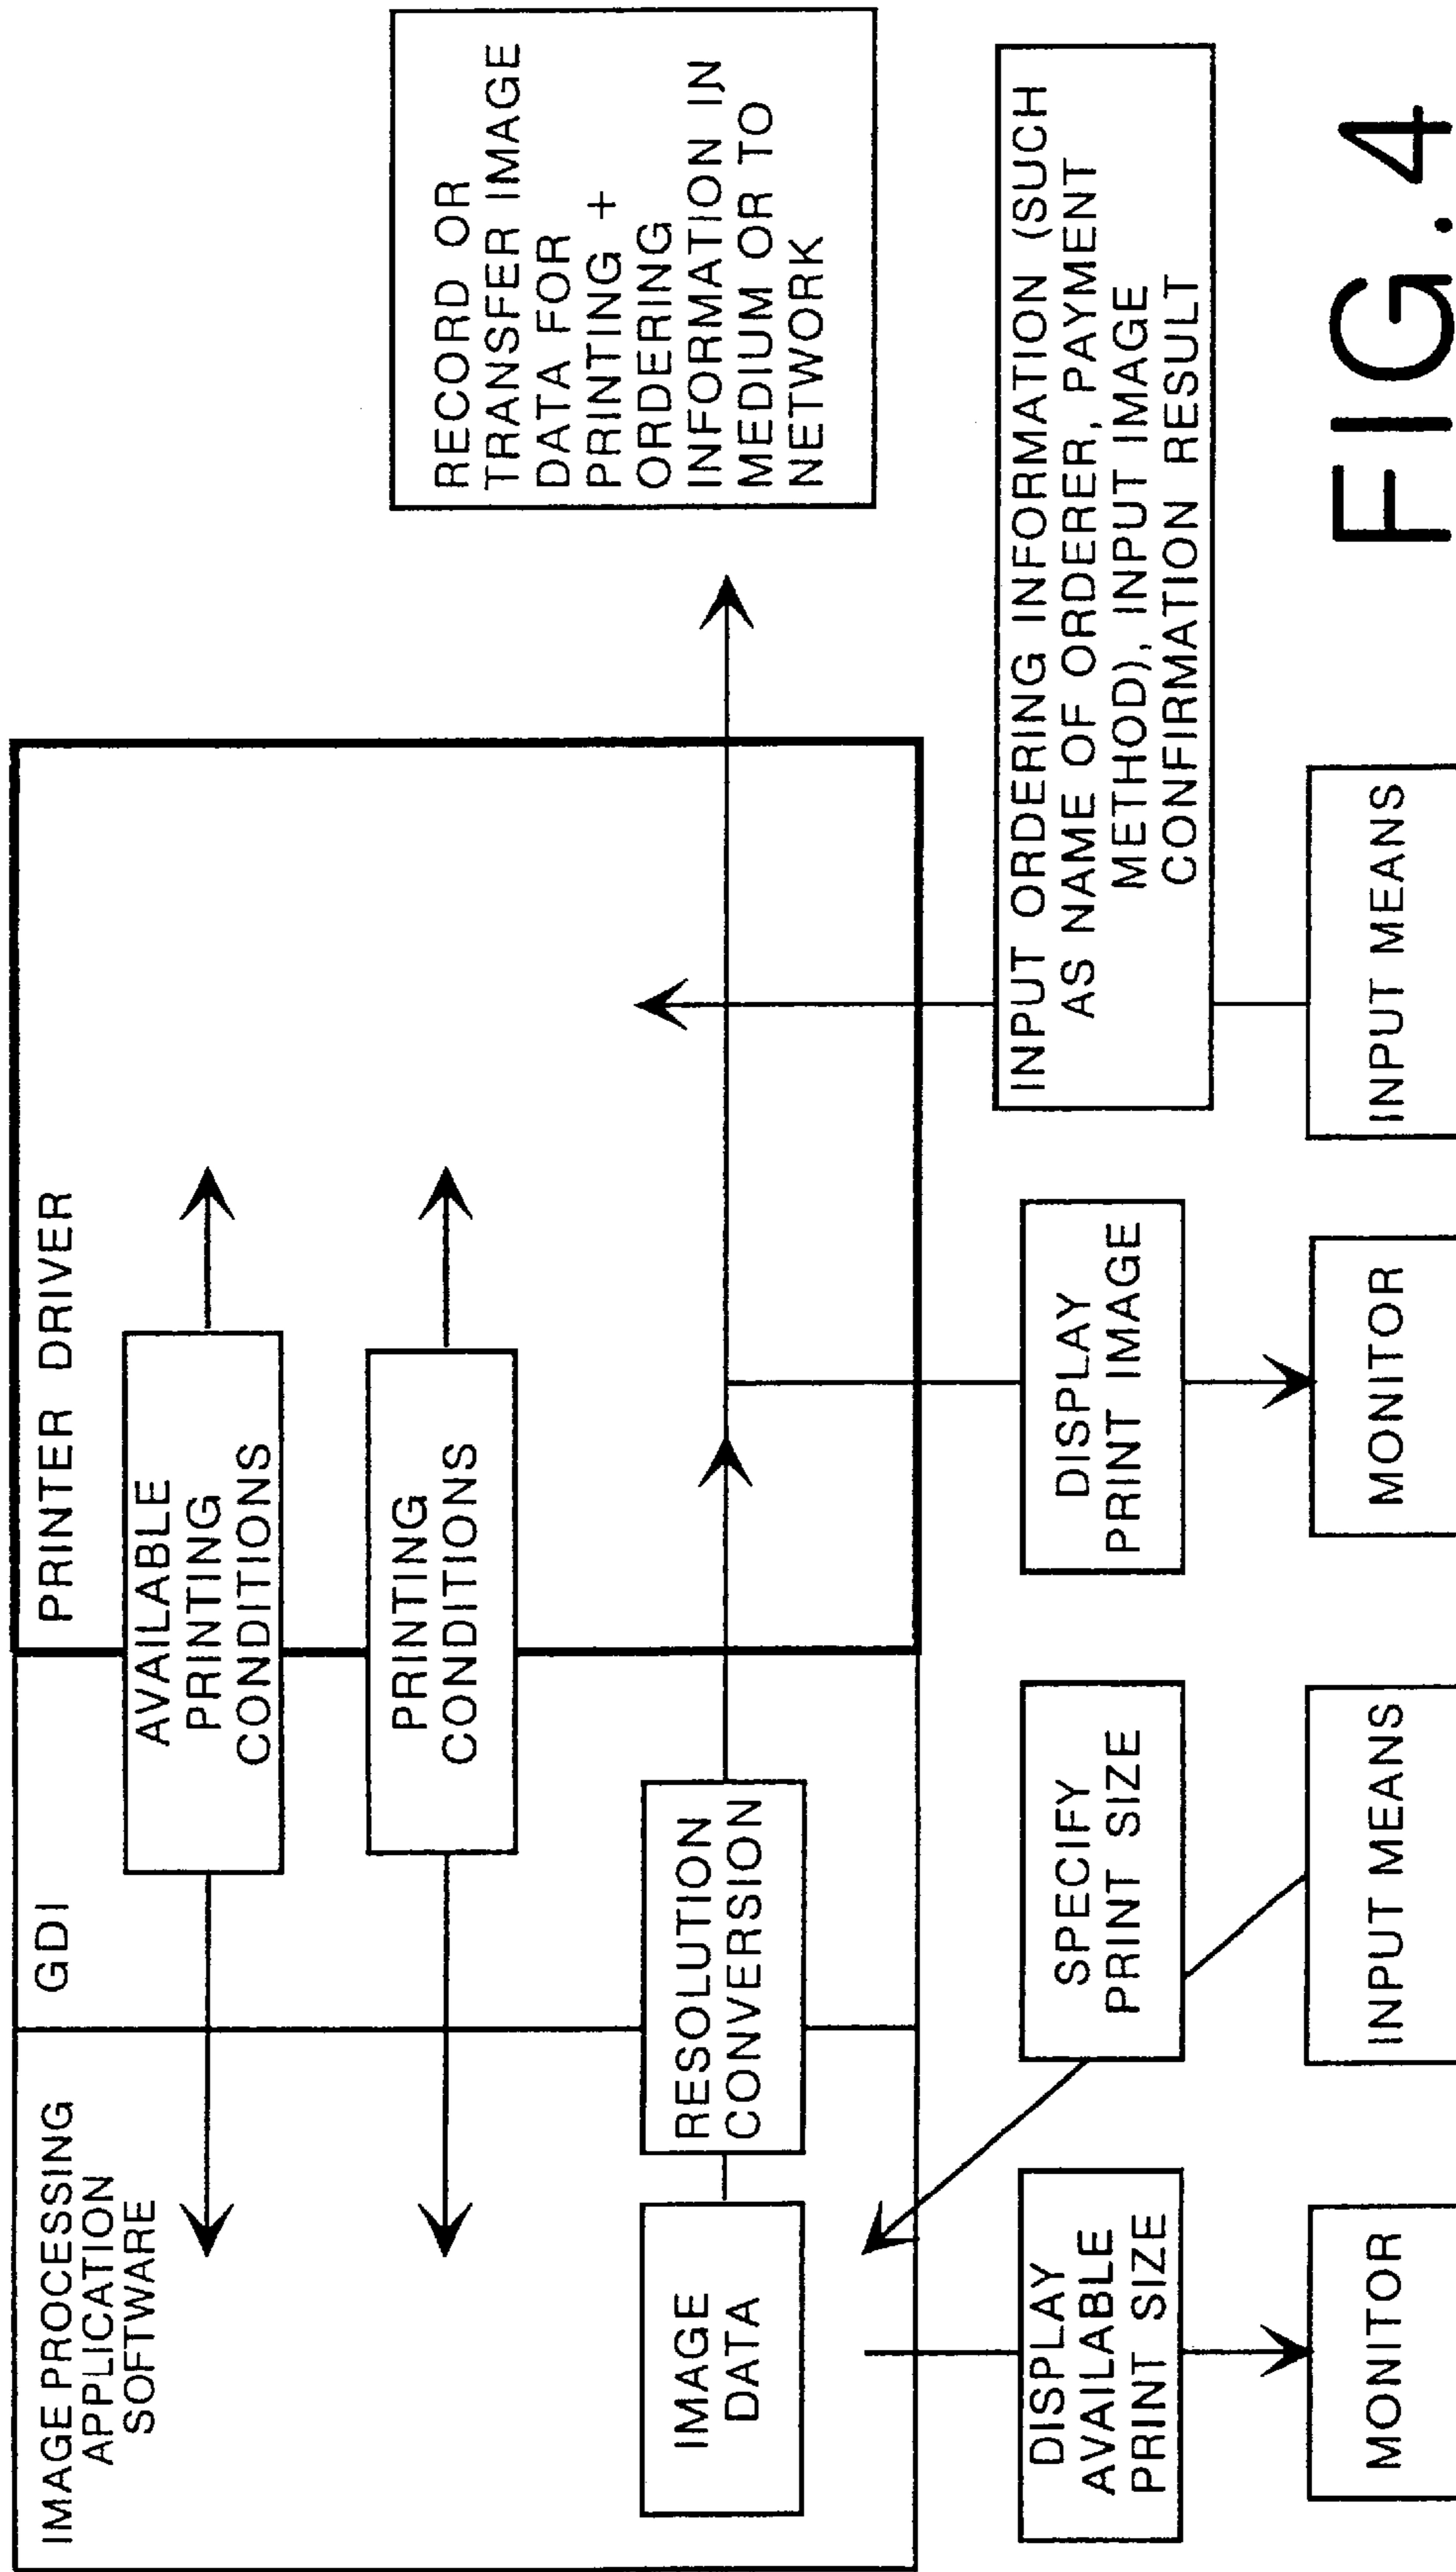 IMAGE PROCESSING
APPLICATION
SOFTWARE
GDI
PRINTER DRIVER
AVAILABLE
PRINTING
CONDITIONS
PRINTING
CONDITIONS
IMAGE
DATA
RESOLUTION
CONVERSION
RECORD OR
TRANSFER IMAGE
DATA FOR
PRINTING +
ORDERING
INFORMATION IN
MEDIUM OR TO
NETWORK
DISPLAY
AVAILABLE
PRINT SIZE
SPECIFY
PRINT SIZE
DISPLAY
PRINT IMAGE
INPUT ORDERING INFORMATION (SUCH
AS NAME OF ORDERER, PAYMENT
METHOD), INPUT IMAGE
CONFIRMATION RESULT
MONITOR
INPUT MEANS
MONITOR
INPUT MEANS
FIG.4